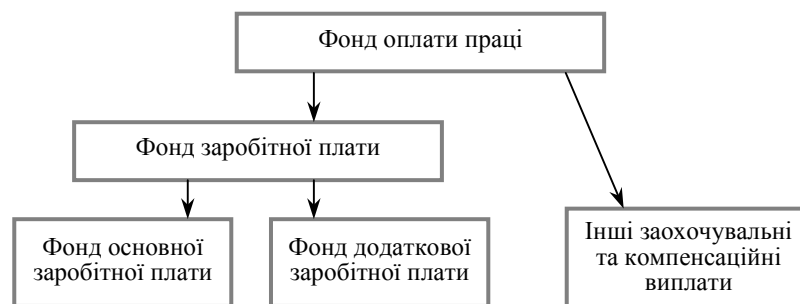 Фонд оплати праці
Фонд заробітної плати
Фонд основної
заробітної плати
Фонд додаткової
заробітної плати
Інші заохочувальні
та компенсаційні
виплати